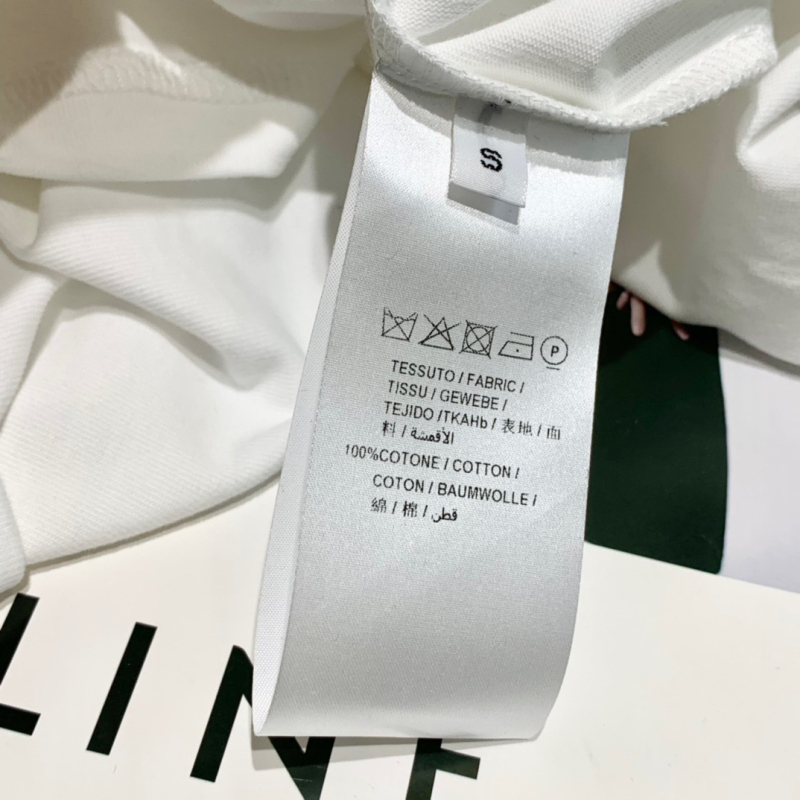 S
P
TESSUTO / FABRIC /
TISSU / GEWEBE /
TEJIDO /TKAHb / 表地 / 面
料 / الأقمشة
100%COTONE / COTTON /
COTON / BAUMWOLLE /
綿 / 棉 / قطن
LINE